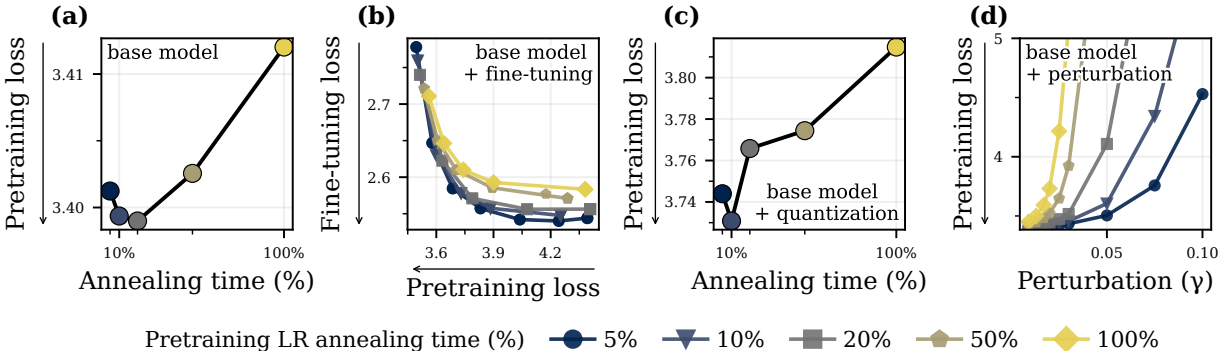 (a)
Pretraining loss
base model
3.41
3.40
10%
100%
Annealing time (%)
(b)
Fine-tuning loss
base model
+ fine-tuning
2.7
2.6
3.6
3.9
4.2
Pretraining loss
(c)
Pretraining loss
3.80
3.78
3.76
3.74
base model
+ quantization
10%
100%
Annealing time (%)
(d)
Pretraining loss
base model
+ perturbation
5
4
0.05
0.10
Perturbation (γ)
Pretraining LR annealing time (%)
5%
10%
20%
50%
100%